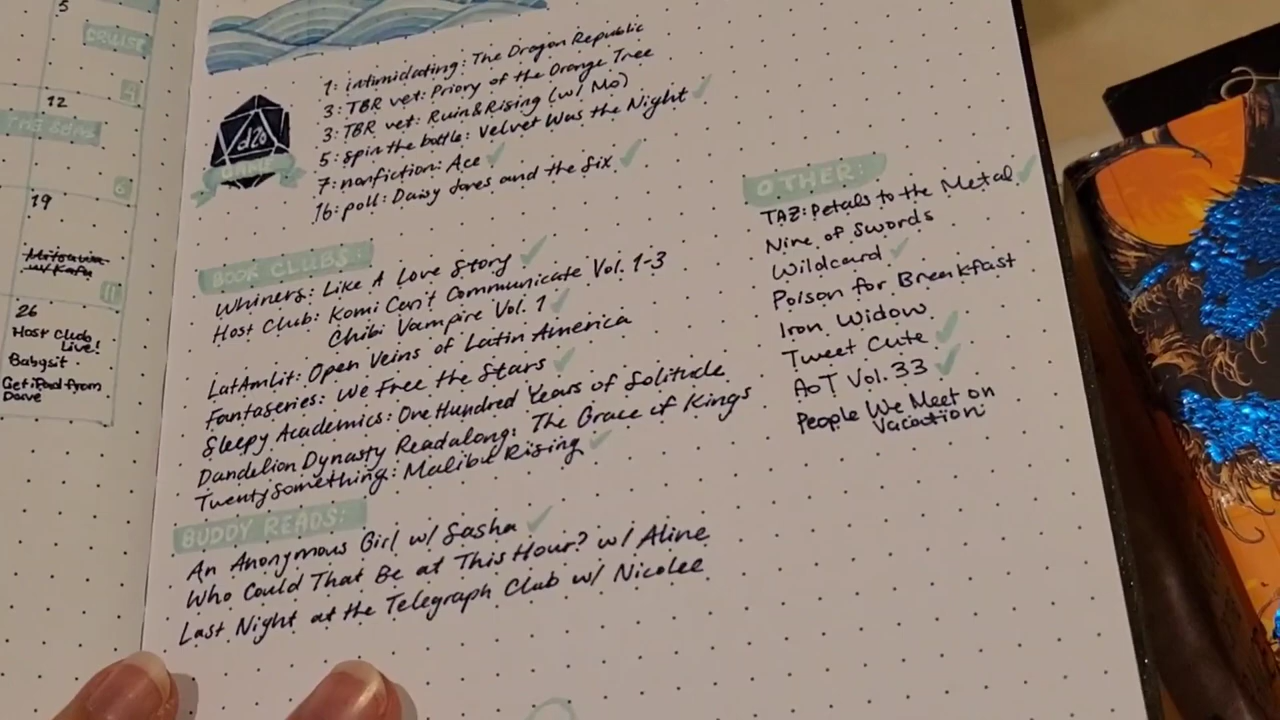 5
CRUISE
4
12
6
19
11
26
Host Club
Live!
Babysit
Get iPod from
Dave
d20
GAME
1: intimidating: The Dragon Republic
3: TBR vet: Priory of the Orange Tree
3: TBR vet: Ruin & Rising (w/ Mo)
5: spin the bottle: Velvet Was the Night
7: nonfiction: Ace
16: poll: Daisy Jones and the Six
BOOK CLUBS:
Whiners: Like A Love Story
Host Club: Komi Can't Communicate Vol. 1-3
Chibi Vampire Vol. 1
LatAmLit: Open Veins of Latin America
Fantaseries: We Free the Stars
Sleepy Academics: One Hundred Years of Solitude
Dandelion Dynasty Readalong: The Grace of Kings
Twentysomething: Malibu Rising
BUDDY READS:
An Anonymous Girl w/ Sasha
Who Could That Be at This Hour? w/ Aline
Last Night at the Telegraph Club w/ Nicolee
OTHER:
TAZ: Petals to the Metal
Nine of Swords
Wildcard
Poison for Breakfast
Iron Widow
Tweet Cute
AoT Vol. 33
People We Meet on
Vacation